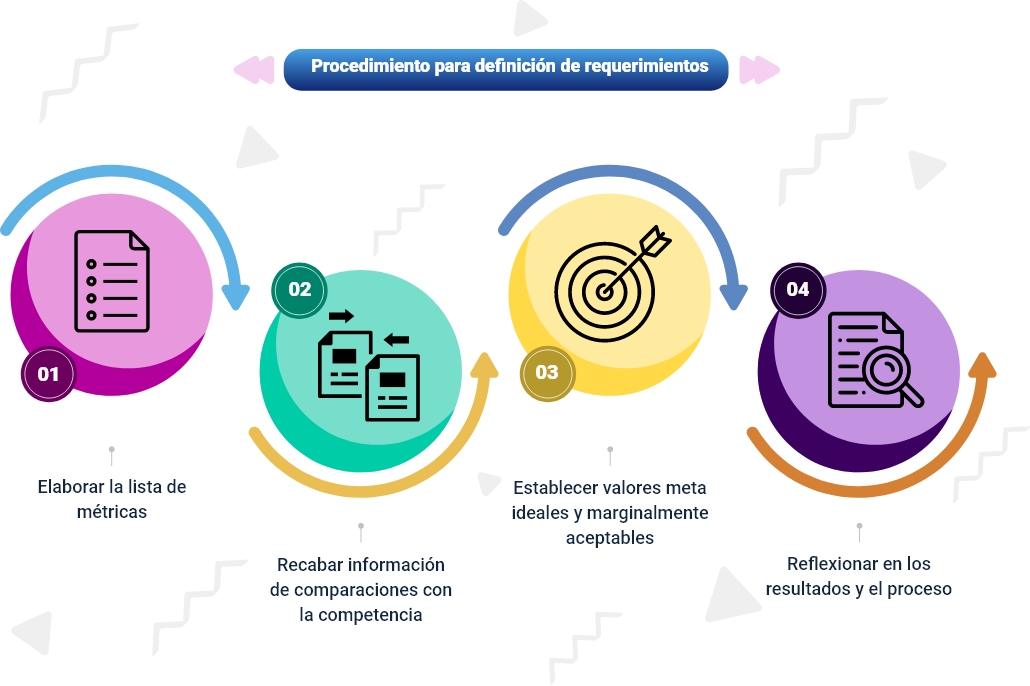 Procedimiento para definición de requerimientos
01
Elaborar la lista de
métricas
02
Recabar información
de comparaciones con
la competencia
03
Establecer valores meta
ideales y marginalmente
aceptables
04
Reflexionar en los
resultados y el proceso